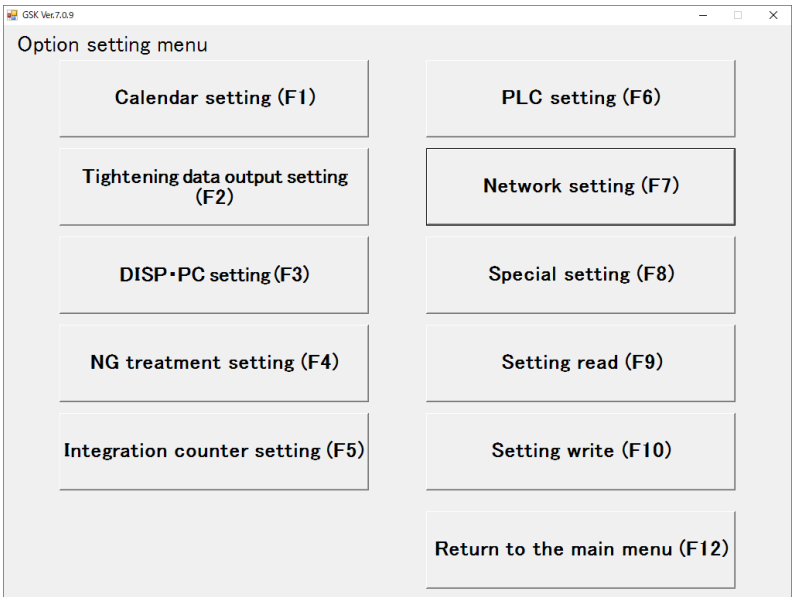 GSK Ver.7.0.9
Option setting menu
Calendar setting (F1)
PLC setting (F6)
Tightening data output setting
(F2)
Network setting (F7)
DISP・PC setting(F3)
Special setting (F8)
NG treatment setting (F4)
Setting read (F9)
Integration counter setting (F5)
Setting write (F10)
Return to the main menu (F12)